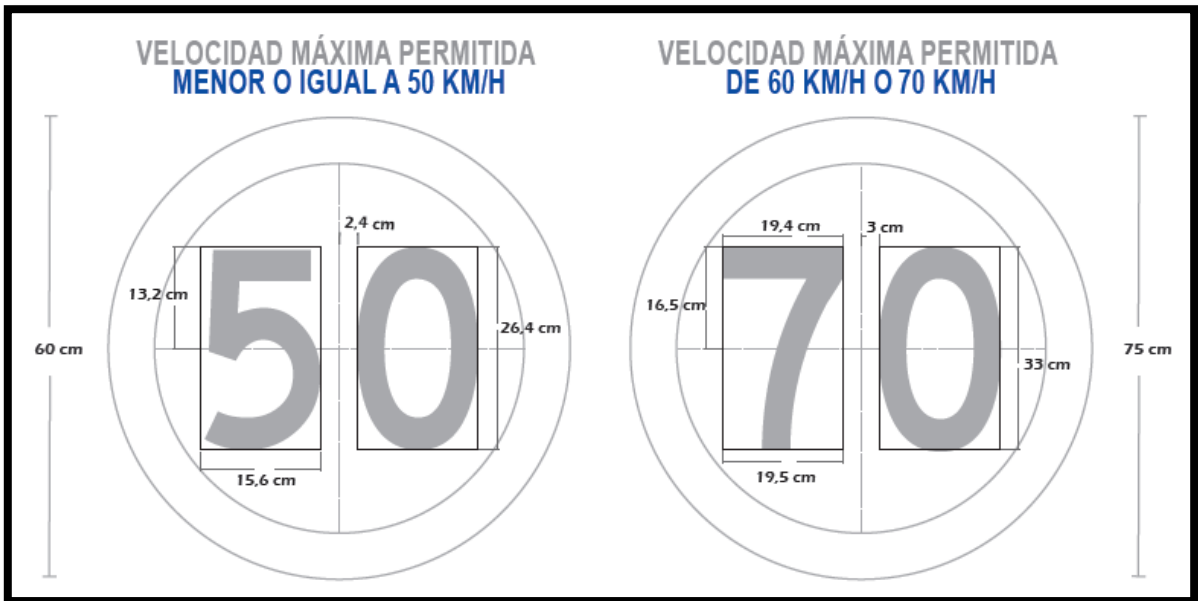 VELOCIDAD MÁXIMA PERMITIDA
MENOR O IGUAL A 50 KM/H
60 cm
2,4 cm
13,2 cm
50
26,4 cm
15,6 cm
VELOCIDAD MÁXIMA PERMITIDA
DE 60 KM/H O 70 KM/H
19,4 cm
3 cm
16,5 cm
70
33 cm
75 cm
19,5 cm